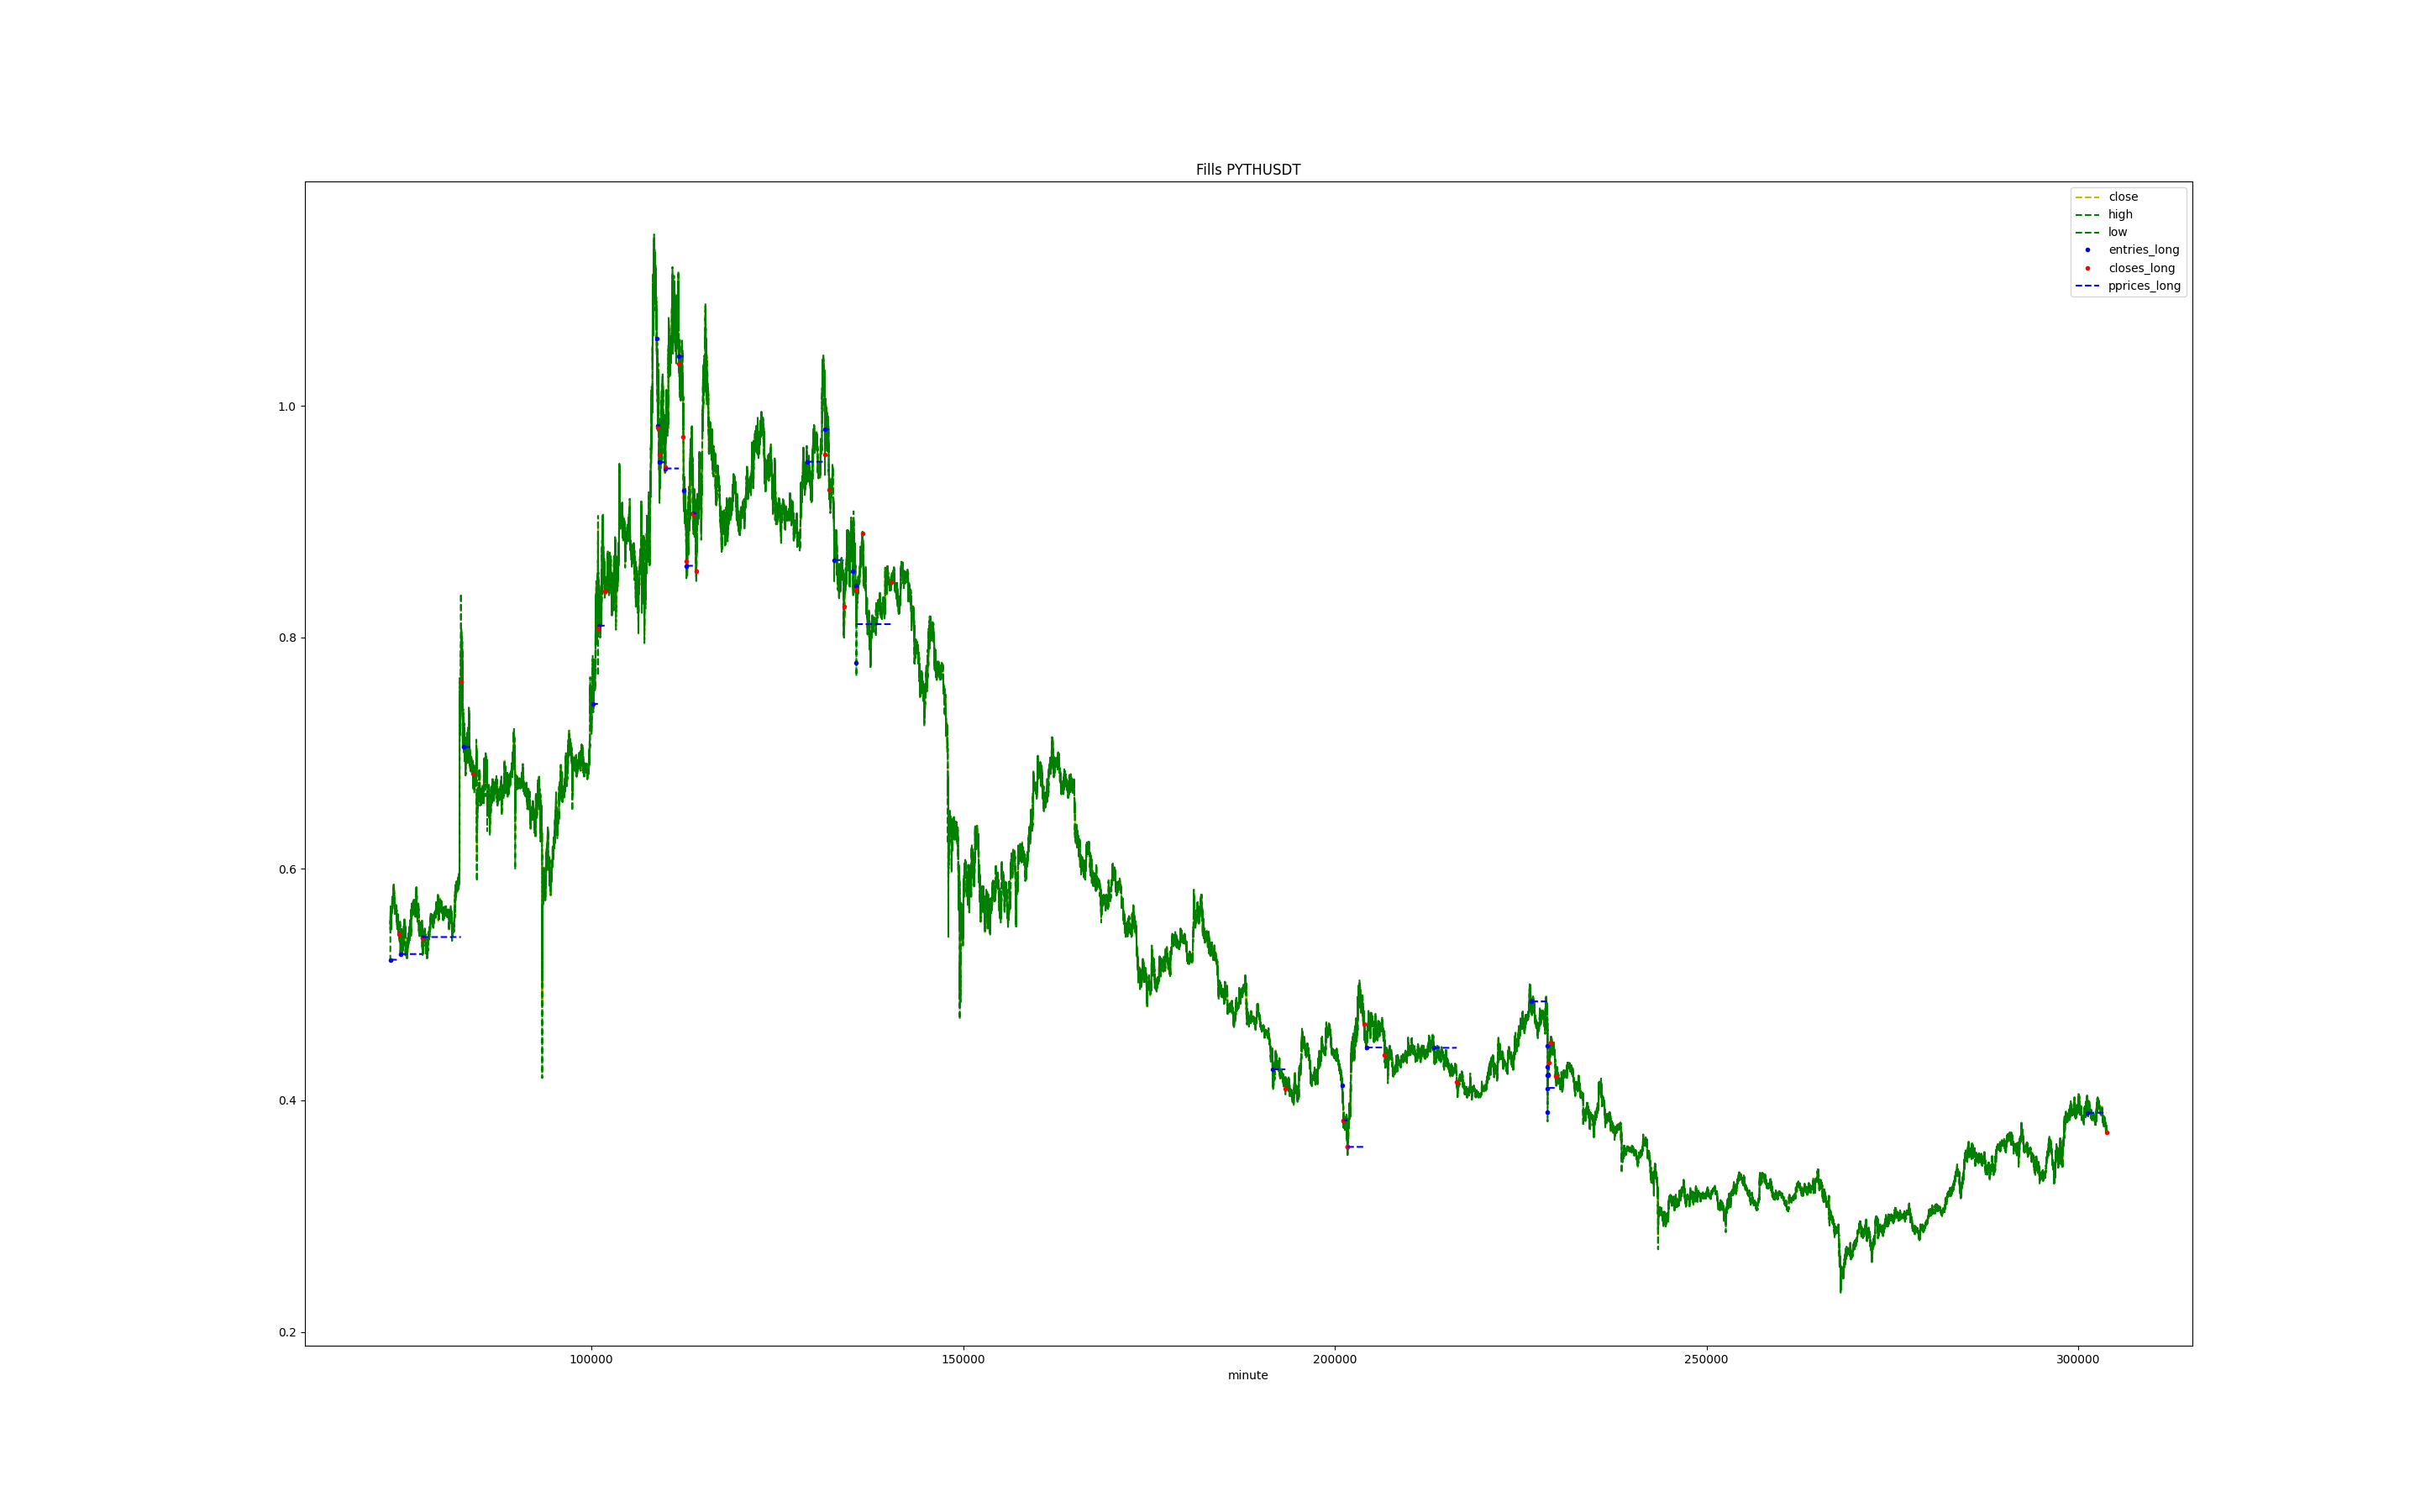 Fills PYTHUSDT
close
high
low
entries_long
closes_long
pprices_long
1.0
0.8
0.6
0.4
0.2
100000
150000
200000
250000
300000
minute